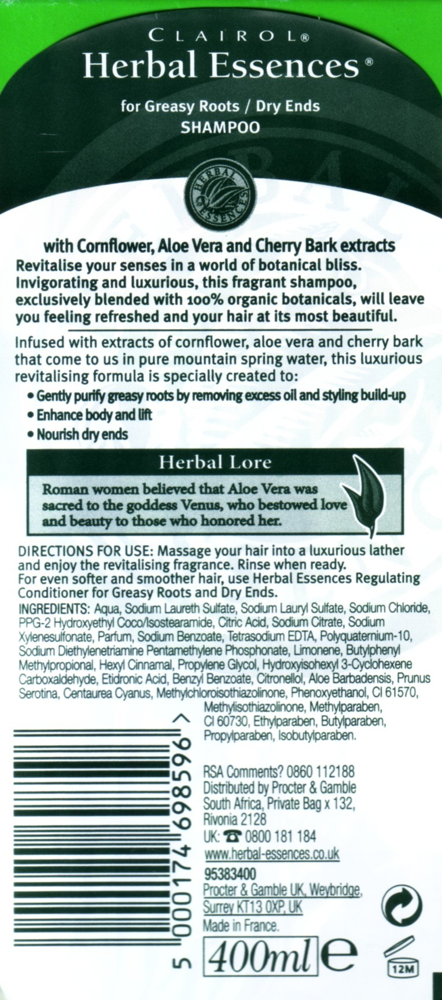 CLAIROL®
Herbal Essences®
for Greasy Roots / Dry Ends
SHAMPOO
HERBAL
ESSENCES
with Cornflower, Aloe Vera and Cherry Bark extracts
Revitalise your senses in a world of botanical bliss.
Invigorating and luxurious, this fragrant shampoo,
exclusively blended with 100% organic botanicals, will leave
you feeling refreshed and your hair at its most beautiful.
Infused with extracts of cornflower, aloe vera and cherry bark
that come to us in pure mountain spring water, this luxurious
revitalising formula is specially created to:
• Gently purify greasy roots by removing excess oil and styling build-up
• Enhance body and lift
• Nourish dry ends
Herbal Lore
Roman women believed that Aloe Vera was
sacred to the goddess Venus, who bestowed love
and beauty to those who honored her.
DIRECTIONS FOR USE: Massage your hair into a luxurious lather
and enjoy the revitalising fragrance. Rinse when ready.
For even softer and smoother hair, use Herbal Essences Regulating
Conditioner for Greasy Roots and Dry Ends.
INGREDIENTS: Aqua, Sodium Laureth Sulfate, Sodium Lauryl Sulfate, Sodium Chloride,
PPG-2 Hydroxyethyl Coco/Isostearamide, Citric Acid, Sodium Citrate, Sodium
Xylenesulfonate, Parfum, Sodium Benzoate, Tetrasodium EDTA, Polyquaternium-10,
Sodium Diethylenetriamine Pentamethylene Phosphonate, Limonene, Butylphenyl
Methylpropional, Hexyl Cinnamal, Propylene Glycol, Hydroxyisohexyl 3-Cyclohexene
Carboxaldehyde, Etidronic Acid, Benzyl Benzoate, Citronellol, Aloe Barbadensis, Prunus
Serotina, Centaurea Cyanus, Methylchloroisothiazolinone, Phenoxyethanol, CI 61570,
Methylisothiazolinone, Methylparaben,
CI 60730, Ethylparaben, Butylparaben,
Propylparaben, Isobutylparaben.
5 000174 698596 >
RSA Comments? 0860 112188
Distributed by Procter & Gamble
South Africa, Private Bag x 132,
Rivonia 2128
UK: ☎ 0800 181 184
www.herbal-essences.co.uk
95383400
Procter & Gamble UK, Weybridge,
Surrey KT13 0XP, UK
Made in France.
400ml e
12M